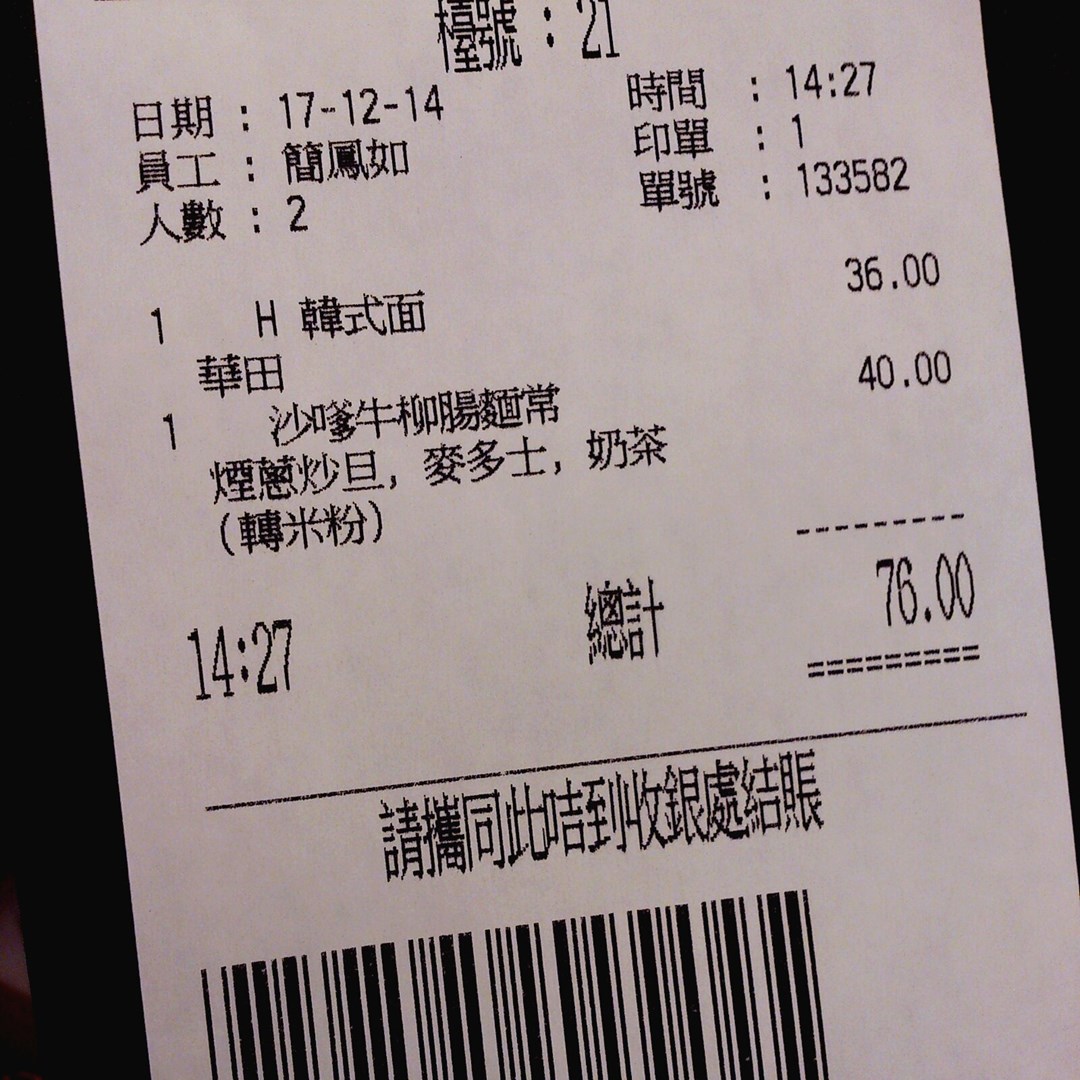 檯號 : 21
日期 : 17-12-14 時間 : 14:27
員工 : 簡鳳如 印單 : 1
人數 : 2 單號 : 133582
1 H 韓式面 36.00
華田
1 沙嗲牛柳腸麵常 40.00
煙蔥炒旦, 麥多士, 奶茶
(轉米粉)
---------
14:27 總計 76.00
=========
請攜同此咭到收銀處結賬